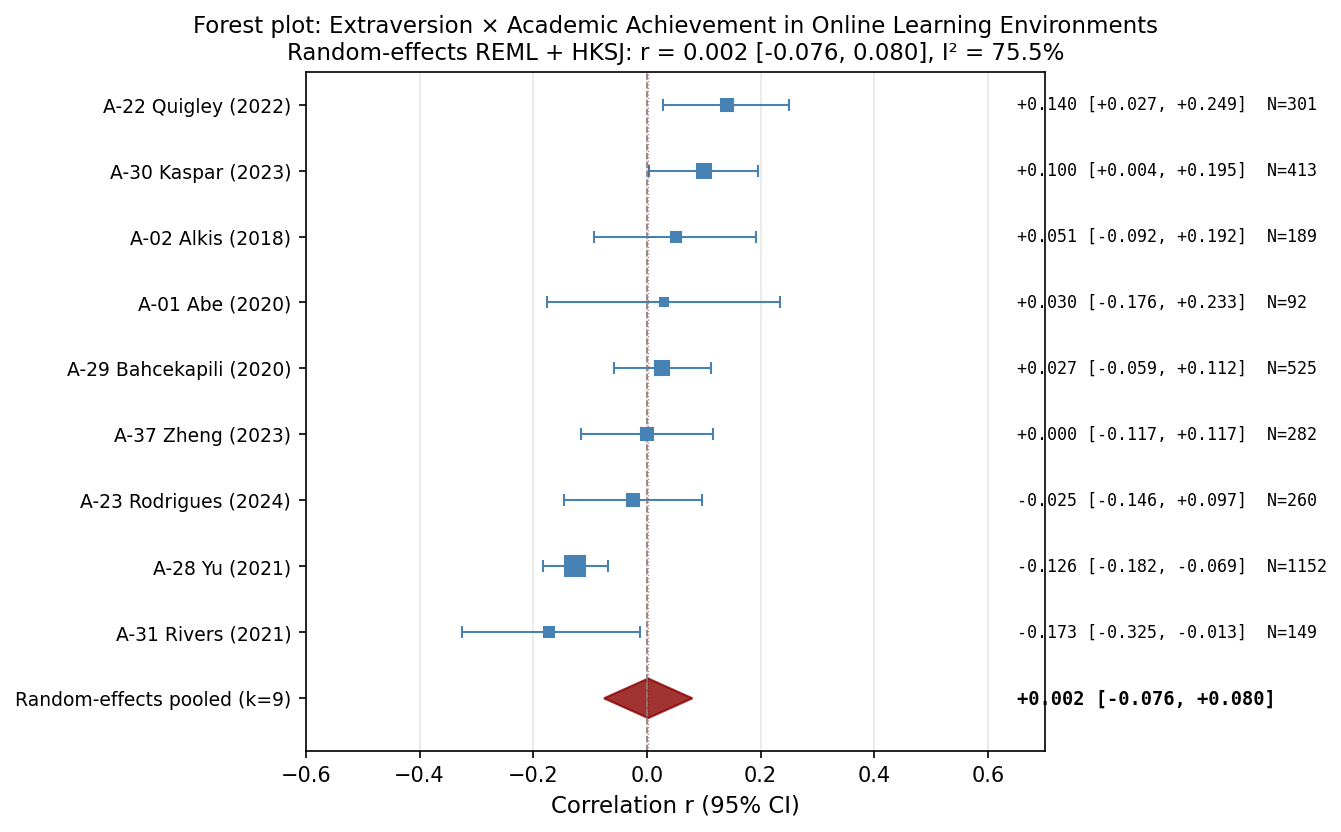 Forest plot: Extraversion × Academic Achievement in Online Learning Environments
Random-effects REML + HKSJ: r = 0.002 [-0.076, 0.080], I² = 75.5%
A-22 Quigley (2022) +0.140 [+0.027, +0.249] N=301
A-30 Kaspar (2023) +0.100 [+0.004, +0.195] N=413
A-02 Alkis (2018) +0.051 [-0.092, +0.192] N=189
A-01 Abe (2020) +0.030 [-0.176, +0.233] N=92
A-29 Bahcekapili (2020) +0.027 [-0.059, +0.112] N=525
A-37 Zheng (2023) +0.000 [-0.117, +0.117] N=282
A-23 Rodrigues (2024) -0.025 [-0.146, +0.097] N=260
A-28 Yu (2021) -0.126 [-0.182, -0.069] N=1152
A-31 Rivers (2021) -0.173 [-0.325, -0.013] N=149
Random-effects pooled (k=9) +0.002 [-0.076, +0.080]
−0.6 −0.4 −0.2 0.0 0.2 0.4 0.6
Correlation r (95% CI)